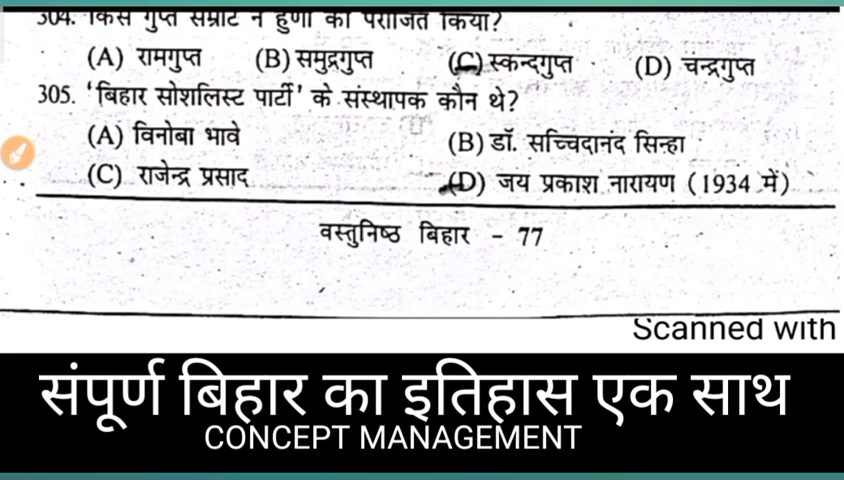 304. किस गुप्त सम्राट ने हूणों को पराजित किया?
(A) रामगुप्त (B) समुद्रगुप्त (C) स्कन्दगुप्त (D) चन्द्रगुप्त
305. 'बिहार सोशलिस्ट पार्टी' के संस्थापक कौन थे?
(A) विनोबा भावे (B) डॉ. सच्चिदानंद सिन्हा
(C) राजेन्द्र प्रसाद (D) जय प्रकाश नारायण (1934 में)
वस्तुनिष्ठ बिहार - 77
Scanned with
संपूर्ण बिहार का इतिहास एक साथ
CONCEPT MANAGEMENT